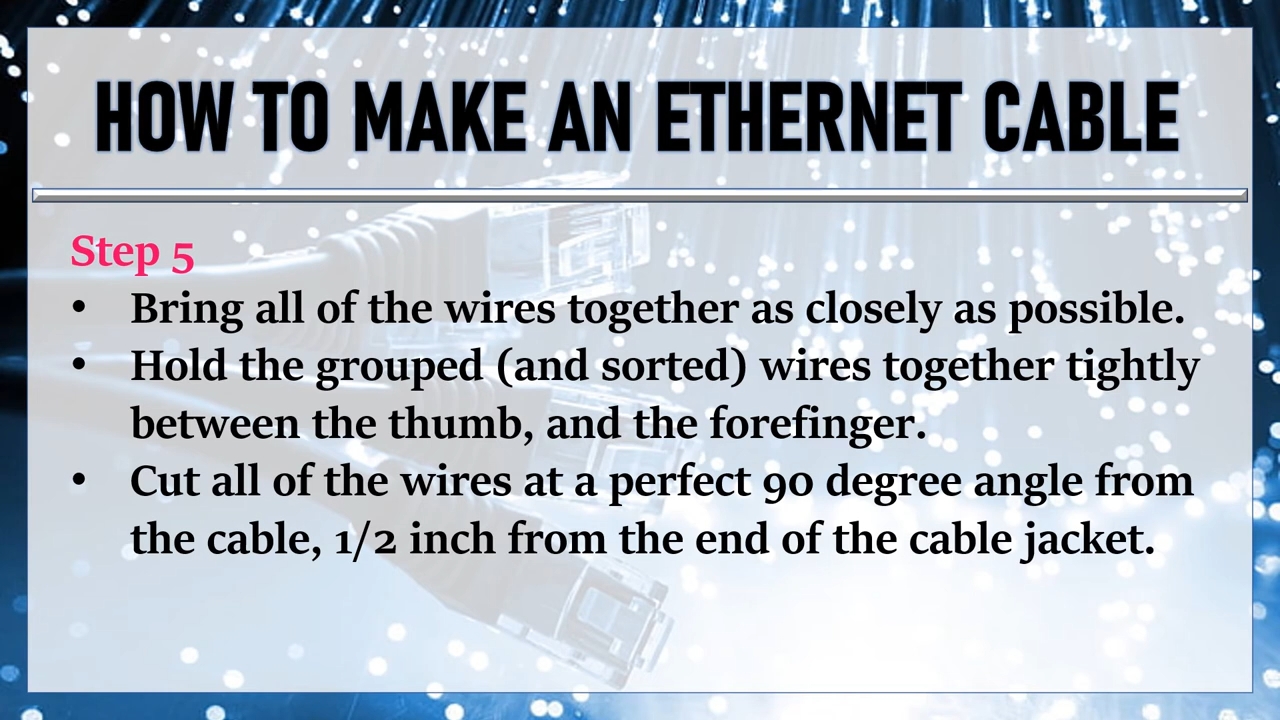 HOW TO MAKE AN ETHERNET CABLE
Step 5
• Bring all of the wires together as closely as possible.
• Hold the grouped (and sorted) wires together tightly
between the thumb, and the forefinger.
• Cut all of the wires at a perfect 90 degree angle from
the cable, 1/2 inch from the end of the cable jacket.